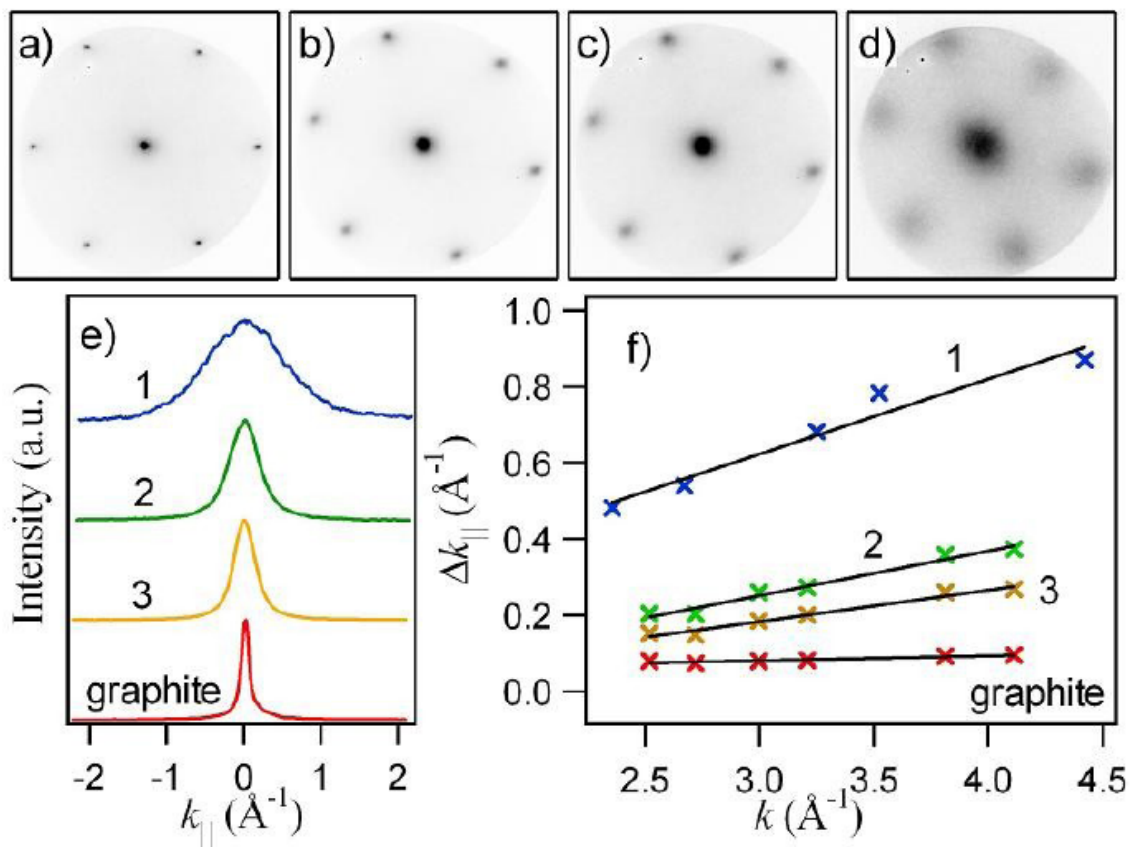 a)
b)
c)
d)
e)
1
2
3
graphite
Intensity (a.u.)
-2
-1
0
1
2
k|| (Å-1)
f)
1
2
3
graphite
Δk|| (Å-1)
1.0
0.8
0.6
0.4
0.2
0.0
2.5
3.0
3.5
4.0
4.5
k (Å-1)